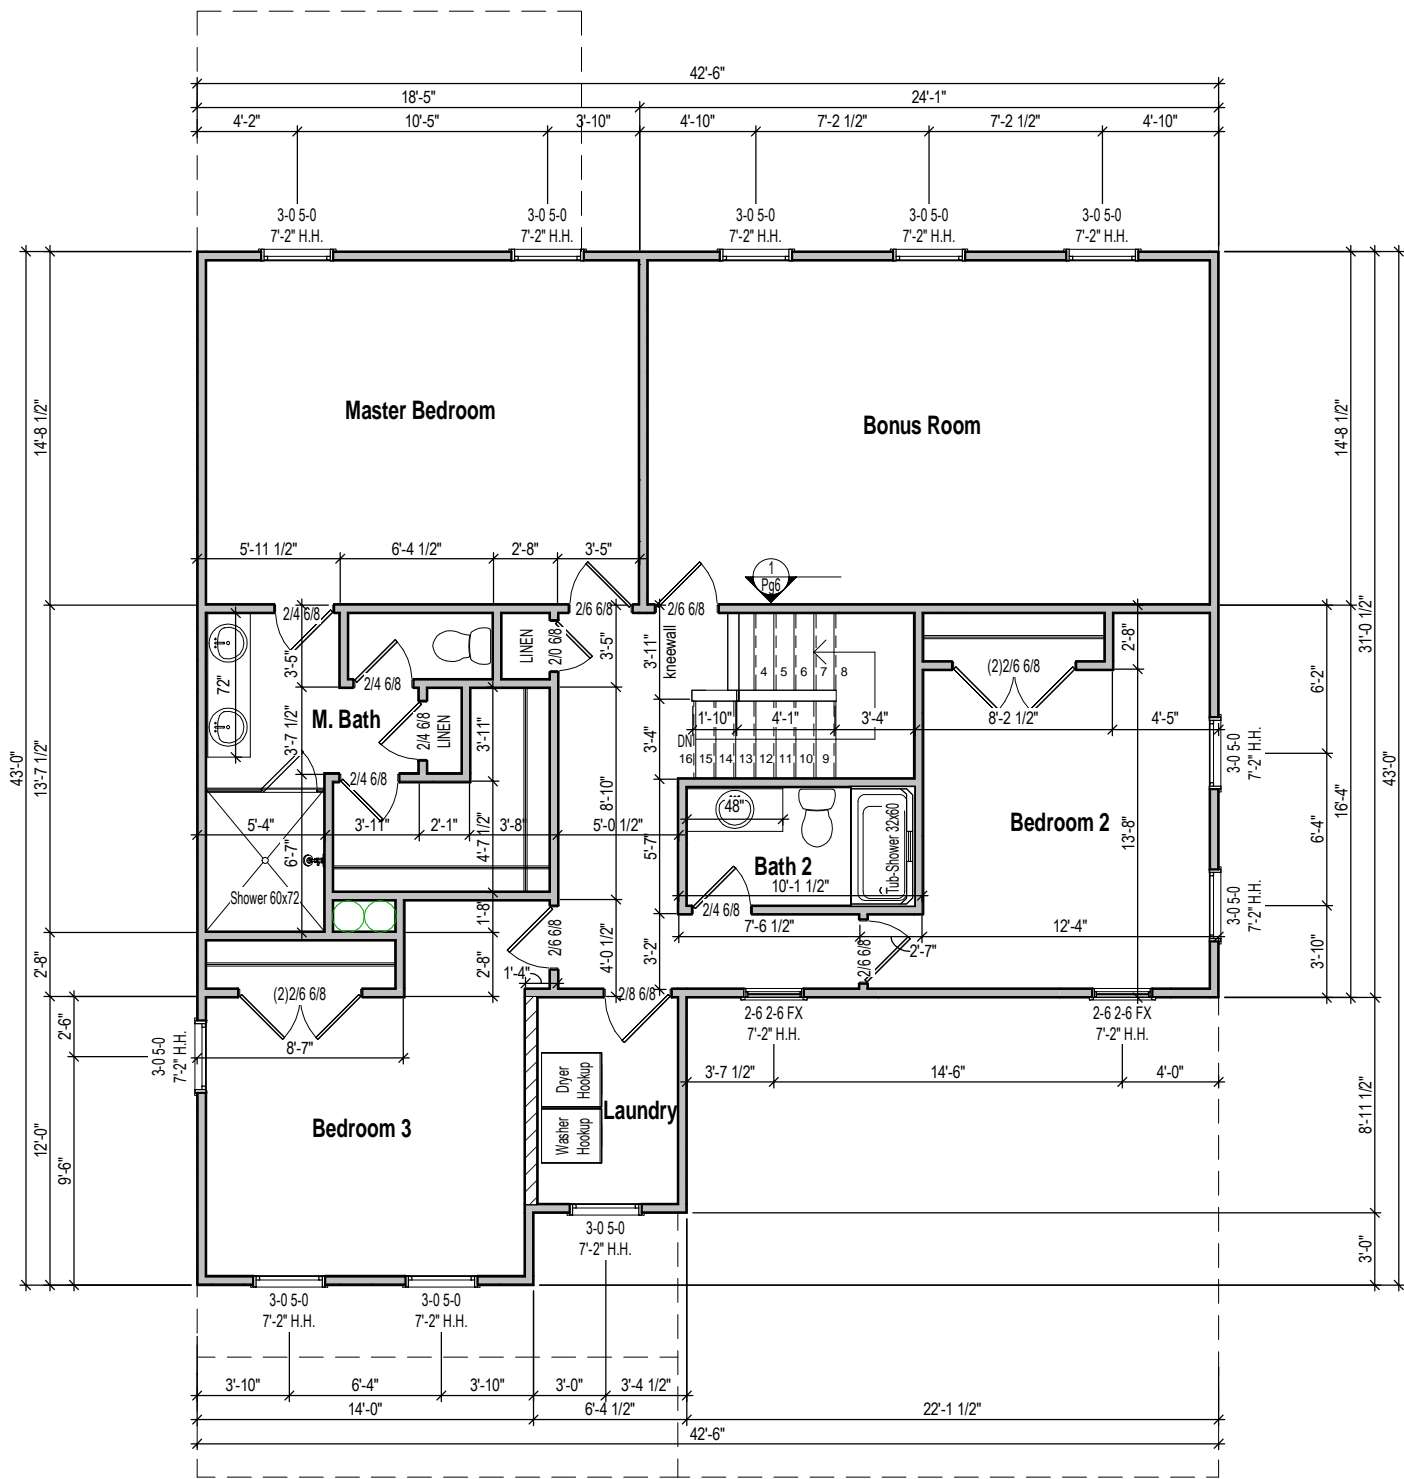 42'-6"
18'-5"
24'-1"
4'-2"
10'-5"
3'-10"
4'-10"
7'-2 1/2"
7'-2 1/2"
4'-10"
3-0 5-0
7'-2" H.H.
3-0 5-0
7'-2" H.H.
3-0 5-0
7'-2" H.H.
3-0 5-0
7'-2" H.H.
3-0 5-0
7'-2" H.H.
43'-0"
14'-8 1/2"
13'-7 1/2"
2'-8"
12'-0"
2'-6"
9'-6"
Master Bedroom
Bonus Room
14'-8 1/2"
31'-0 1/2"
43'-0"
16'-4"
6'-2"
6'-4"
3'-10"
8'-11 1/2"
3'-0"
5'-11 1/2"
6'-4 1/2"
2'-8"
3'-5"
1
Pg6
2/4 6/8
2/6 6/8
2/6 6/8
72"
3'-5"
2/4 6/8
LINEN
2/0 6/8
3'-5"
3'-11"
kneewall
4 5 6 7 8
2'-8"
(2)2/6 6/8
8'-2 1/2"
4'-5"
M. Bath
3'-7 1/2"
2/4 6/8
LINEN
3'-11"
2/4 6/8
3'-4"
1'-10"
4'-1"
3'-4"
DN
16 15 14 13 12 11 10 9
3-0 5-0
7'-2" H.H.
8'-10"
5'-4"
3'-11"
2'-1"
3'-8"
5'-0 1/2"
6'-7"
4'-7 1/2"
5'-7"
48"
Tub-Shower 32x60
Bath 2
10'-1 1/2"
Bedroom 2
13'-8"
Shower 60x72
1'-8"
2/6 6/8
2/4 6/8
7'-6 1/2"
2/6 6/8
2'-7"
12'-4"
3-0 5-0
7'-2" H.H.
2'-8"
1'-4"
4'-0 1/2"
3'-2"
(2)2/6 6/8
8'-7"
2/8 6/8
2-6 2-6 FX
7'-2" H.H.
2-6 2-6 FX
7'-2" H.H.
3-0 5-0
7'-2" H.H.
3'-7 1/2"
14'-6"
4'-0"
Dryer
Hookup
Washer
Hookup
Laundry
Bedroom 3
3-0 5-0
7'-2" H.H.
3-0 5-0
7'-2" H.H.
3-0 5-0
7'-2" H.H.
3'-10"
6'-4"
3'-10"
3'-0"
3'-4 1/2"
14'-0"
6'-4 1/2"
22'-1 1/2"
42'-6"